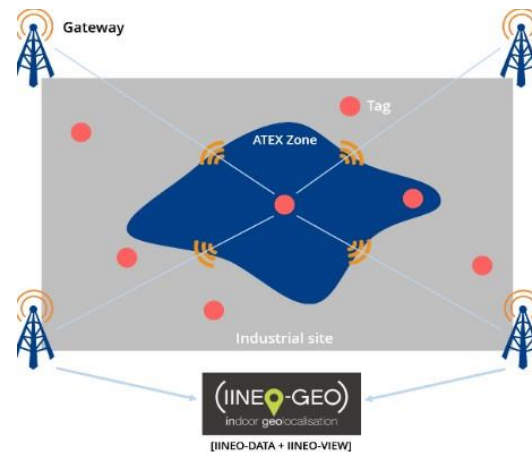 Gateway
Tag
ATEX Zone
Industrial site
(IINEO-GEO)
indoor geolocalisation
[IINEO-DATA + IINEO-VIEW]